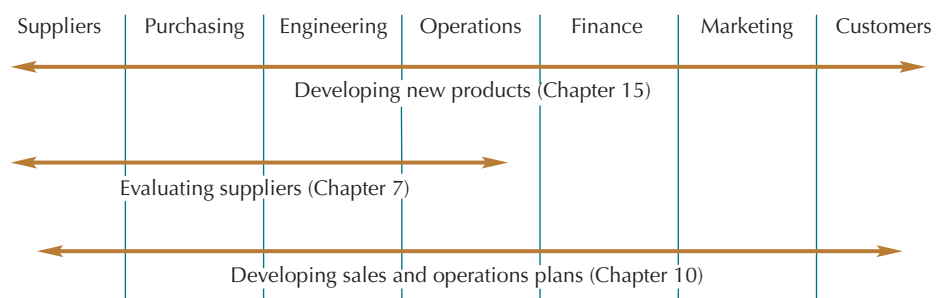 Suppliers Purchasing Engineering Operations Finance Marketing Customers
Developing new products (Chapter 15)
Evaluating suppliers (Chapter 7)
Developing sales and operations plans (Chapter 10)